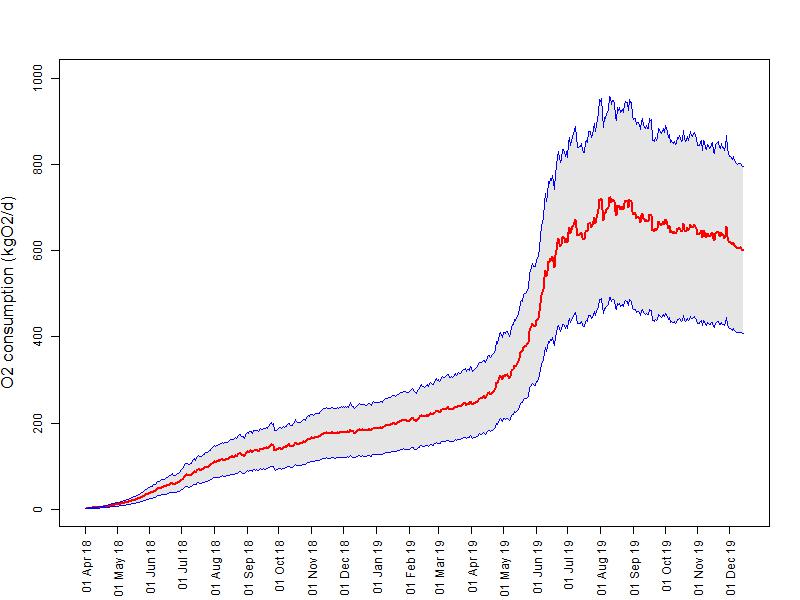 O2 consumption (kgO2/d)
1000
800
600
400
200
0
01 Apr 18
01 May 18
01 Jun 18
01 Jul 18
01 Aug 18
01 Sep 18
01 Oct 18
01 Nov 18
01 Dec 18
01 Jan 19
01 Feb 19
01 Mar 19
01 Apr 19
01 May 19
01 Jun 19
01 Jul 19
01 Aug 19
01 Sep 19
01 Oct 19
01 Nov 19
01 Dec 19